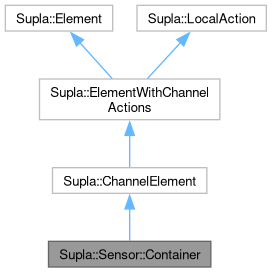 Supla::Element
Supla::LocalAction
Supla::ElementWithChannel
Actions
Supla::ChannelElement
Supla::Sensor::Container